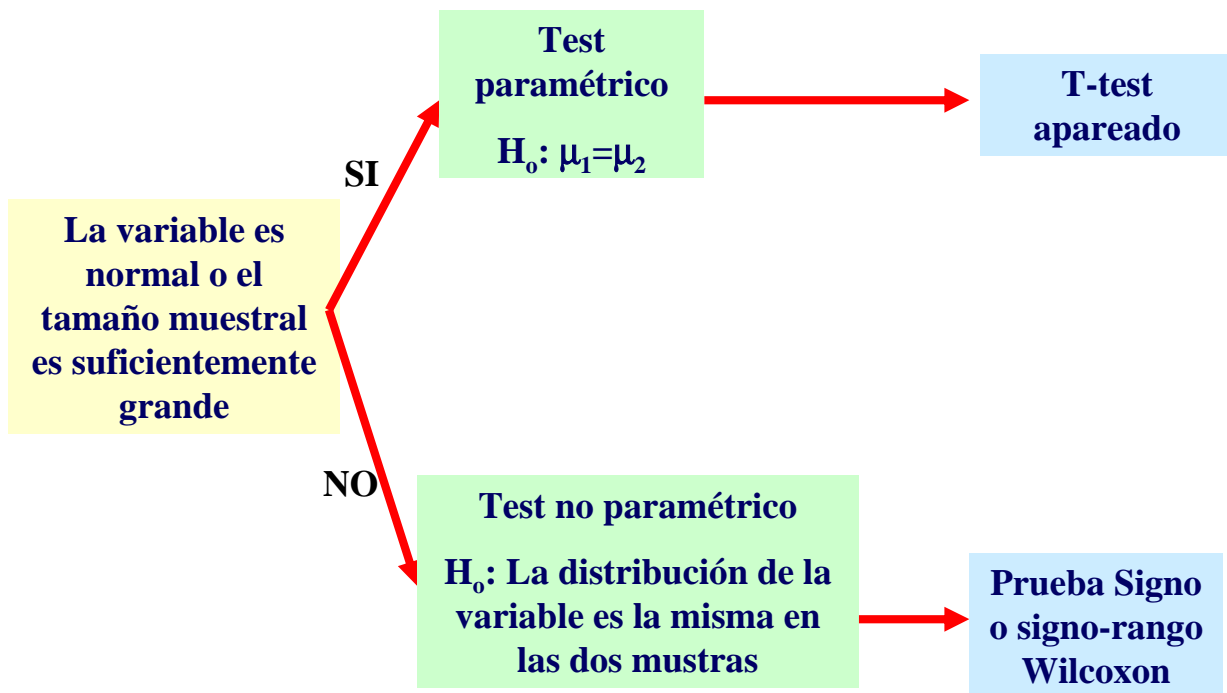 Test
paramétrico
Hₒ: μ₁=μ₂
T-test
apareado
SI
La variable es
normal o el
tamaño muestral
es suficientemente
grande
NO
Test no paramétrico
Hₒ: La distribución de la
variable es la misma en
las dos mustras
Prueba Signo
o signo-rango
Wilcoxon